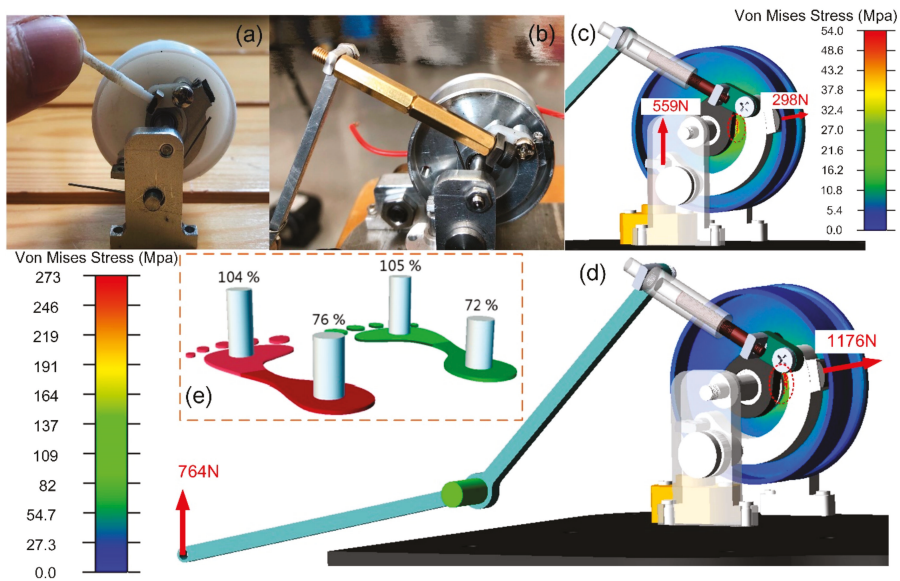 (a)
(b)
(c)
Von Mises Stress (Mpa)
54.0
48.6
43.2
37.8
32.4
27.0
21.6
16.2
10.8
5.4
0.0
559N
298N
Von Mises Stress (Mpa)
273
246
219
191
164
137
109
82
54.7
27.3
0.0
104 %
105 %
76 %
72 %
(e)
(d)
1176N
764N